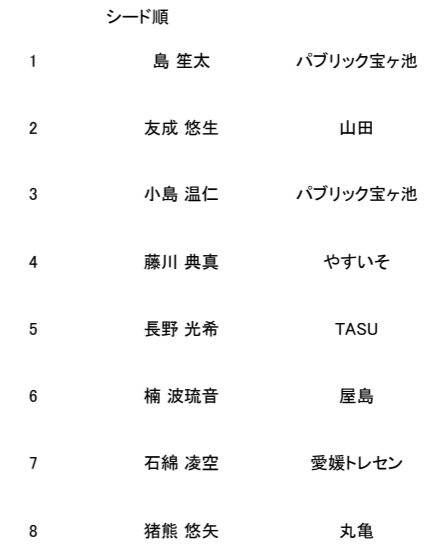 シード順
1 島 笙太 パブリック宝ヶ池
2 友成 悠生 山田
3 小島 温仁 パブリック宝ヶ池
4 藤川 典真 やすいそ
5 長野 光希 TASU
6 楠 波琉音 屋島
7 石綿 凌空 愛媛トレセン
8 猪熊 悠矢 丸亀